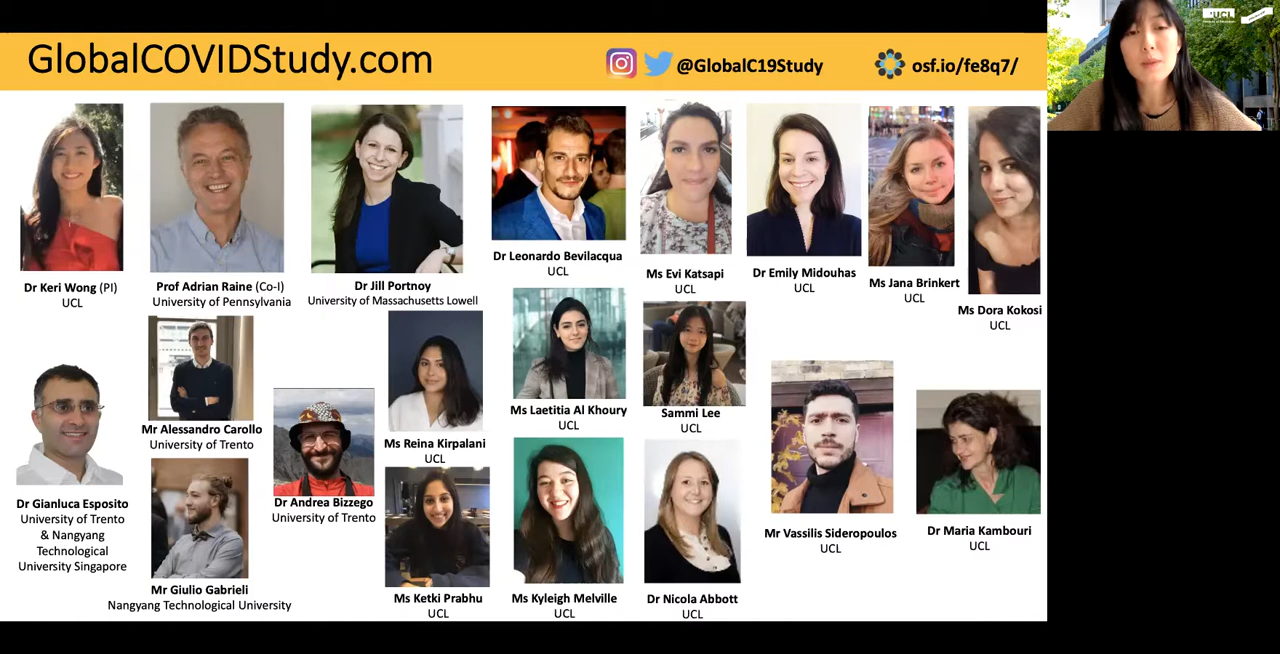 GlobalCOVIDStudy.com
@GlobalC19Study
osf.io/fe8q7/
UCL
Dr Keri Wong (PI)
UCL
Prof Adrian Raine (Co-I)
University of Pennsylvania
Dr Jill Portnoy
University of Massachusetts Lowell
Dr Leonardo Bevilacqua
UCL
Ms Evi Katsapi
UCL
Dr Emily Midouhas
UCL
Ms Jana Brinkert
UCL
Ms Dora Kokosi
UCL
Dr Gianluca Esposito
University of Trento
& Nanyang
Technological
University Singapore
Mr Alessandro Carollo
University of Trento
Mr Giulio Gabrieli
Nangyang Technological University
Dr Andrea Bizzego
University of Trento
Ms Reina Kirpalani
UCL
Ms Ketki Prabhu
UCL
Ms Laetitia Al Khoury
UCL
Ms Kyleigh Melville
UCL
Sammi Lee
UCL
Dr Nicola Abbott
UCL
Mr Vassilis Sideropoulos
UCL
Dr Maria Kambouri
UCL